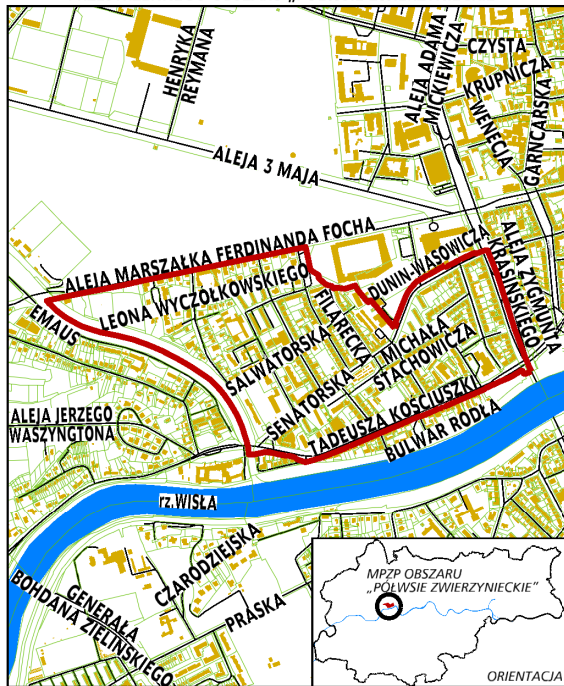 „
HENRYKA
REYMANA
ALEJA ADAMA
MICKIEWICZA
CZYSTA
KRUPNICZA
WENECJA
GARNCARSKA
ALEJA 3 MAJA
ALEJA MARSZAŁKA FERDINANDA FOCHA
DUNIN-WĄSOWICZA
ALEJA ZYGMUNTA
KRASIŃSKIEGO
EMAUS
LEONA WYCZÓŁKOWSKIEGO
FILARECKA
MICHAŁA
STACHOWICZA
SALWATORSKA
SENATORSKA
TADEUSZA KOŚCIUSZKI
BULWAR RODŁA
ALEJA JERZEGO
WASZYNGTONA
rz.WISŁA
CZARODZIEJSKA
GENERAŁA
BOHDANA ZIELIŃSKIEGO
PRASKA
MPZP OBSZARU
„PÓŁWSIE ZWIERZYNIECKIE”
ORIENTACJA